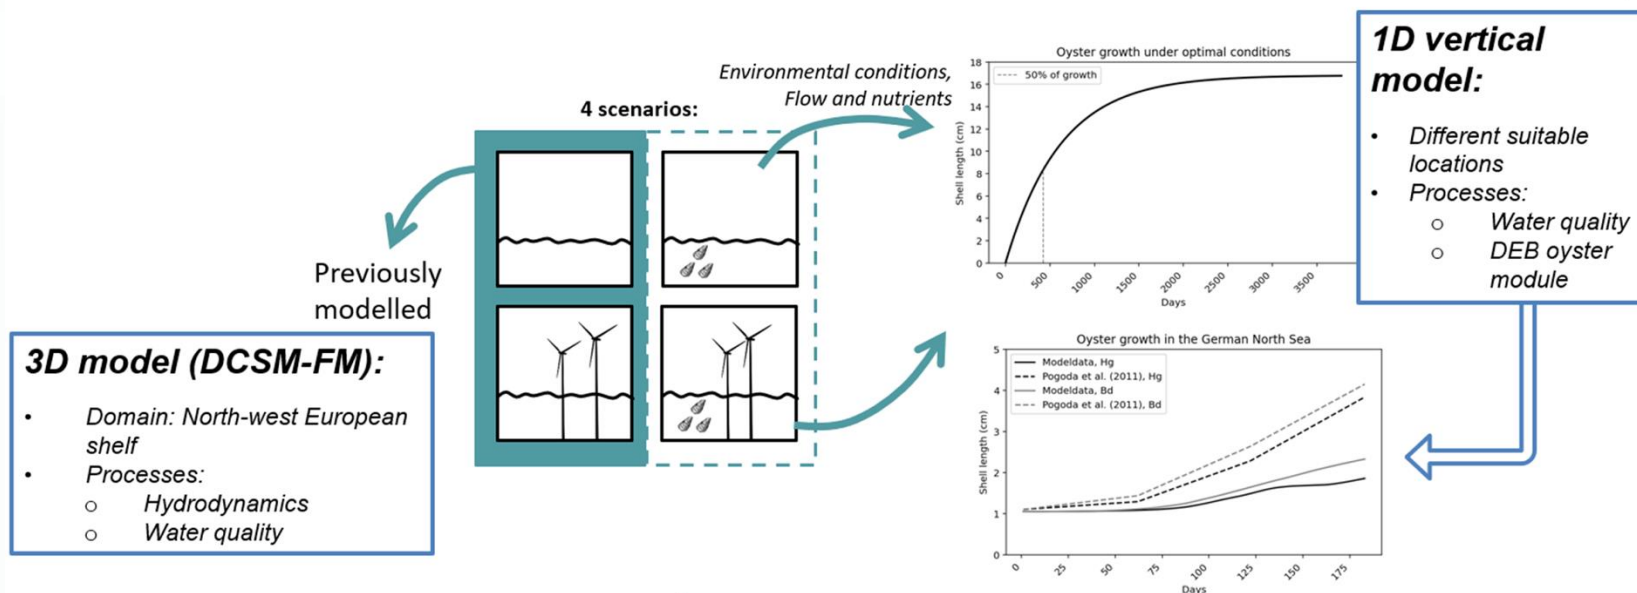 3D model (DCSM-FM):
• Domain: North-west European
shelf
• Processes:
o Hydrodynamics
o Water quality
Previously
modelled
4 scenarios:
Environmental conditions,
Flow and nutrients
Oyster growth under optimal conditions
50% of growth
Shell length (cm)
18
16
14
12
10
8
6
4
2
0
0
500
1000
1500
2000
2500
3000
3500
Days
Oyster growth in the German North Sea
Modeldata, Hg
Pogoda et al. (2011), Hg
Modeldata, Bd
Pogoda et al. (2011), Bd
Shell length (cm)
5
4
3
2
1
0
0
25
50
75
100
125
150
175
Days
1D vertical
model:
• Different suitable
locations
• Processes:
o Water quality
o DEB oyster
module